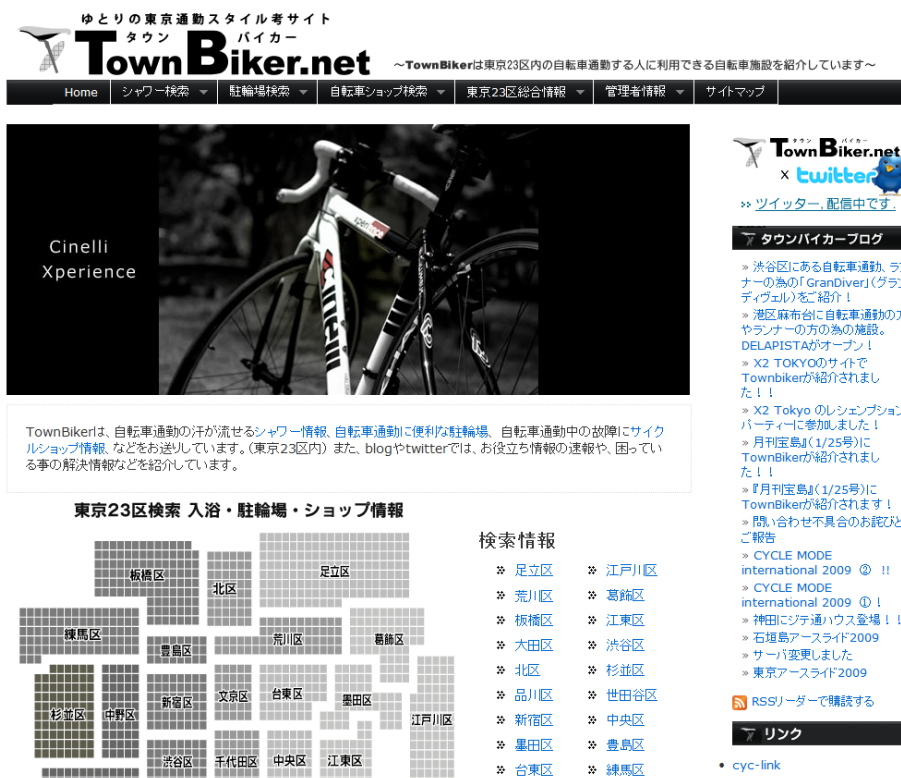 ゆとりの東京通勤スタイル考サイト
タウン バイカー
TownBiker.net
～TownBikerは東京23区内の自転車通勤する人に利用できる自転車施設を紹介しています～
Home シャワー検索 駐輪場検索 自転車ショップ検索 東京23区総合情報 管理者情報 サイトマップ
Cinelli
Xperience
xperience
cinelli
TownBikerは、自転車通勤の汗が流せるシャワー情報、自転車通勤に便利な駐輪場、 自転車通勤中の故障にサイク
ルショップ情報、などをお送りしています。（東京23区内） また、blogやtwitterでは、お役立ち情報の速報や、困ってい
る事の解決情報などを紹介しています。
東京23区検索 入浴・駐輪場・ショップ情報
板橋区
北区
足立区
練馬区
豊島区
荒川区
葛飾区
杉並区
中野区
新宿区
文京区
台東区
墨田区
江戸川区
渋谷区
千代田区
中央区
江東区
検索情報
足立区 江戸川区
荒川区 葛飾区
板橋区 江東区
大田区 渋谷区
北区 杉並区
品川区 世田谷区
新宿区 中央区
墨田区 豊島区
台東区 練馬区
タウン バイカー
TownBiker.net
x twitter
›› ツイッター, 配信中です.
タウンバイカーブログ
» 渋谷区にある自転車通勤、ラン
ナーの為の「GranDiver」（グラン
ディヴェル）をご紹介！
» 港区麻布台に自転車通勤の方
やランナーの方の為の施設。
DELAPISTAがオープン！
» X2 TOKYOのサイトで
Townbikerが紹介されまし
た！！
» X2 Tokyo のレシェンプション
パーティーに参加しました！
» 月刊宝島』（1/25号）に
TownBikerが紹介されまし
た！！
» 『月刊宝島』（1/25号）に
TownBikerが紹介されます！
» 問い合わせ不具合のお詫びと
ご報告
» CYCLE MODE
international 2009 ② !!
» CYCLE MODE
international 2009 ①！
» 神田にジテ通ハウス登場！！
» 石垣島アースライド2009
» サーバ変更しました
» 東京アースライド2009
RSSリーダーで購読する
リンク
cyc-link